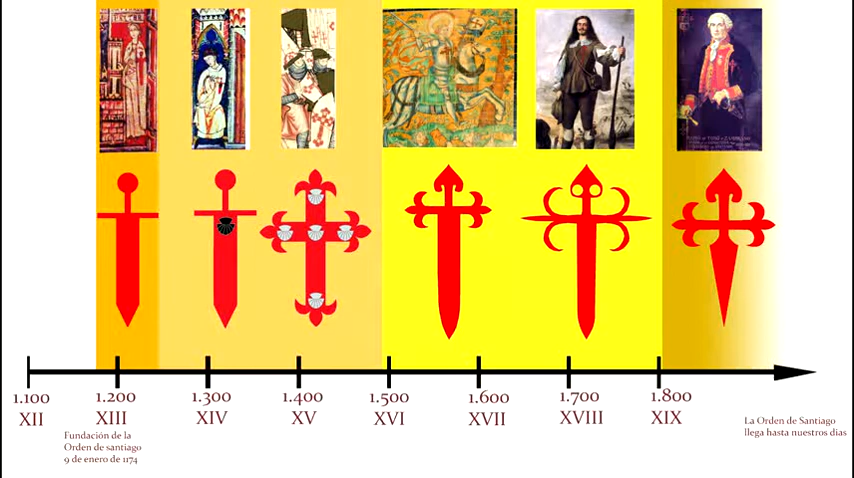 1.100 1.200 1.300 1.400 1.500 1.600 1.700 1.800
XII XIII XIV XV XVI XVII XVIII XIX
Fundación de la
Orden de santiago
9 de enero de 1174
La Orden de Santiago
llega hasta nuestros dias